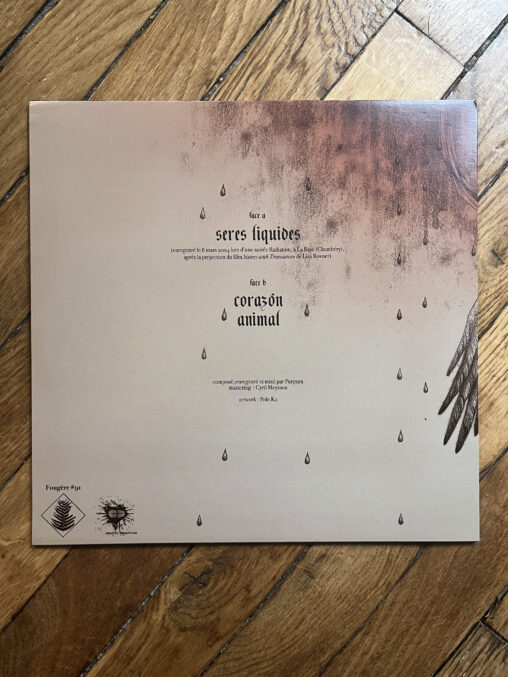 face a
seres liquides
(enregistré le 8 mars 2024 lors d'une soirée Radiation, à La Base (Chambéry),
après la projection du film Sisters with Transistors de Lisa Rovner)
face b
corazón
animal
composé, enregistré et mixé par Purpura
mastering : Cyril Meysson
artwork : Pole Ka
Fougère #92